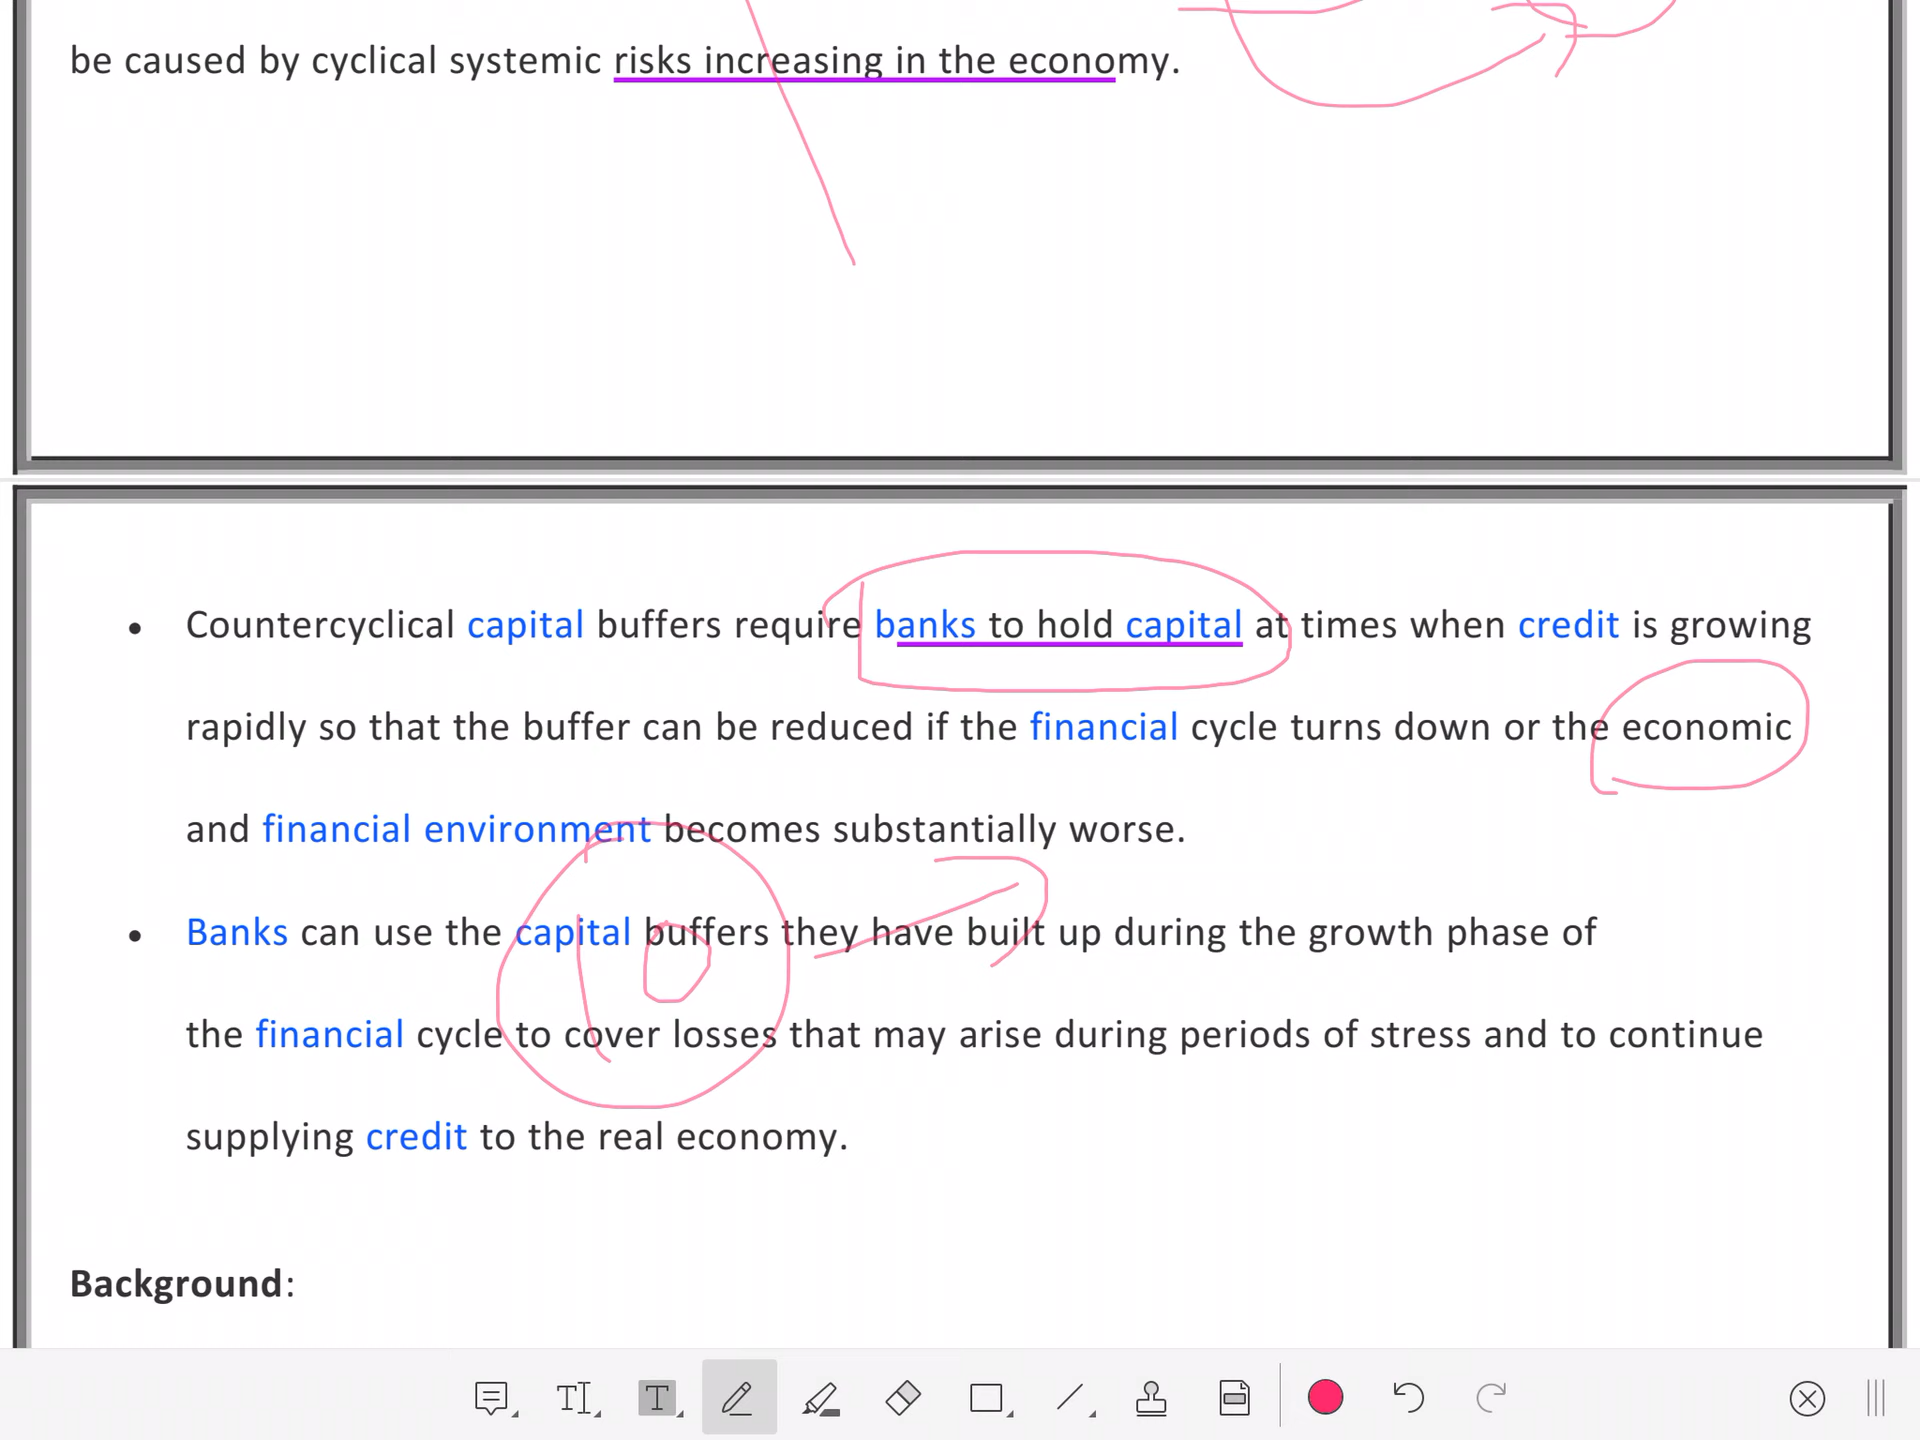 be caused by cyclical systemic risks increasing in the economy.
• Countercyclical capital buffers require banks to hold capital at times when credit is growing
rapidly so that the buffer can be reduced if the financial cycle turns down or the economic
and financial environment becomes substantially worse.
• Banks can use the capital buffers they have built up during the growth phase of
the financial cycle to cover losses that may arise during periods of stress and to continue
supplying credit to the real economy.
Background: